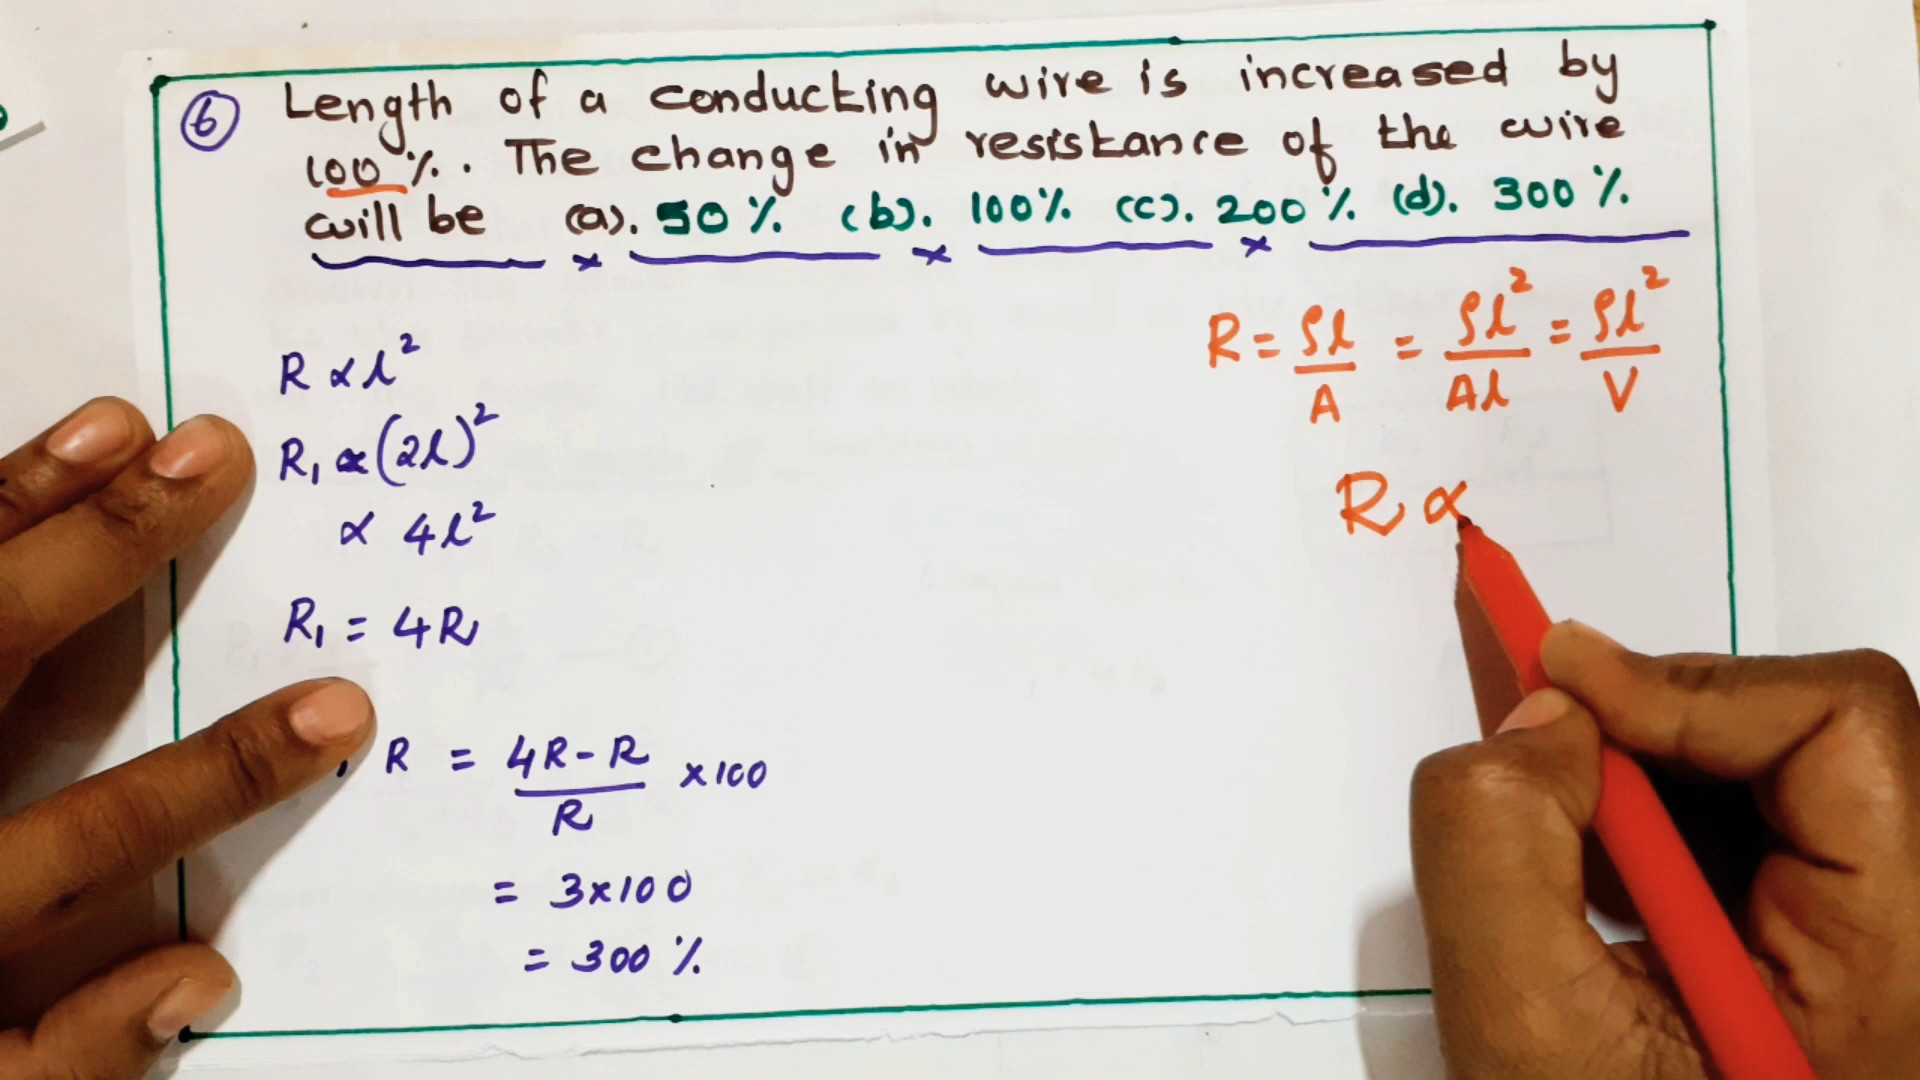 6 Length of a conducting wire is increased by
100 %. The change in resistance of the wire
will be (a). 50 %. (b). 100%. (c). 200 %. (d). 300 %.
R ∝ l²
R₁ ∝ (2l)²
∝ 4l²
R₁ = 4R
R = 4R - R / R × 100
= 3×100
= 300 %
R = ρl / A = ρl² / Al = ρl² / V
R ∝